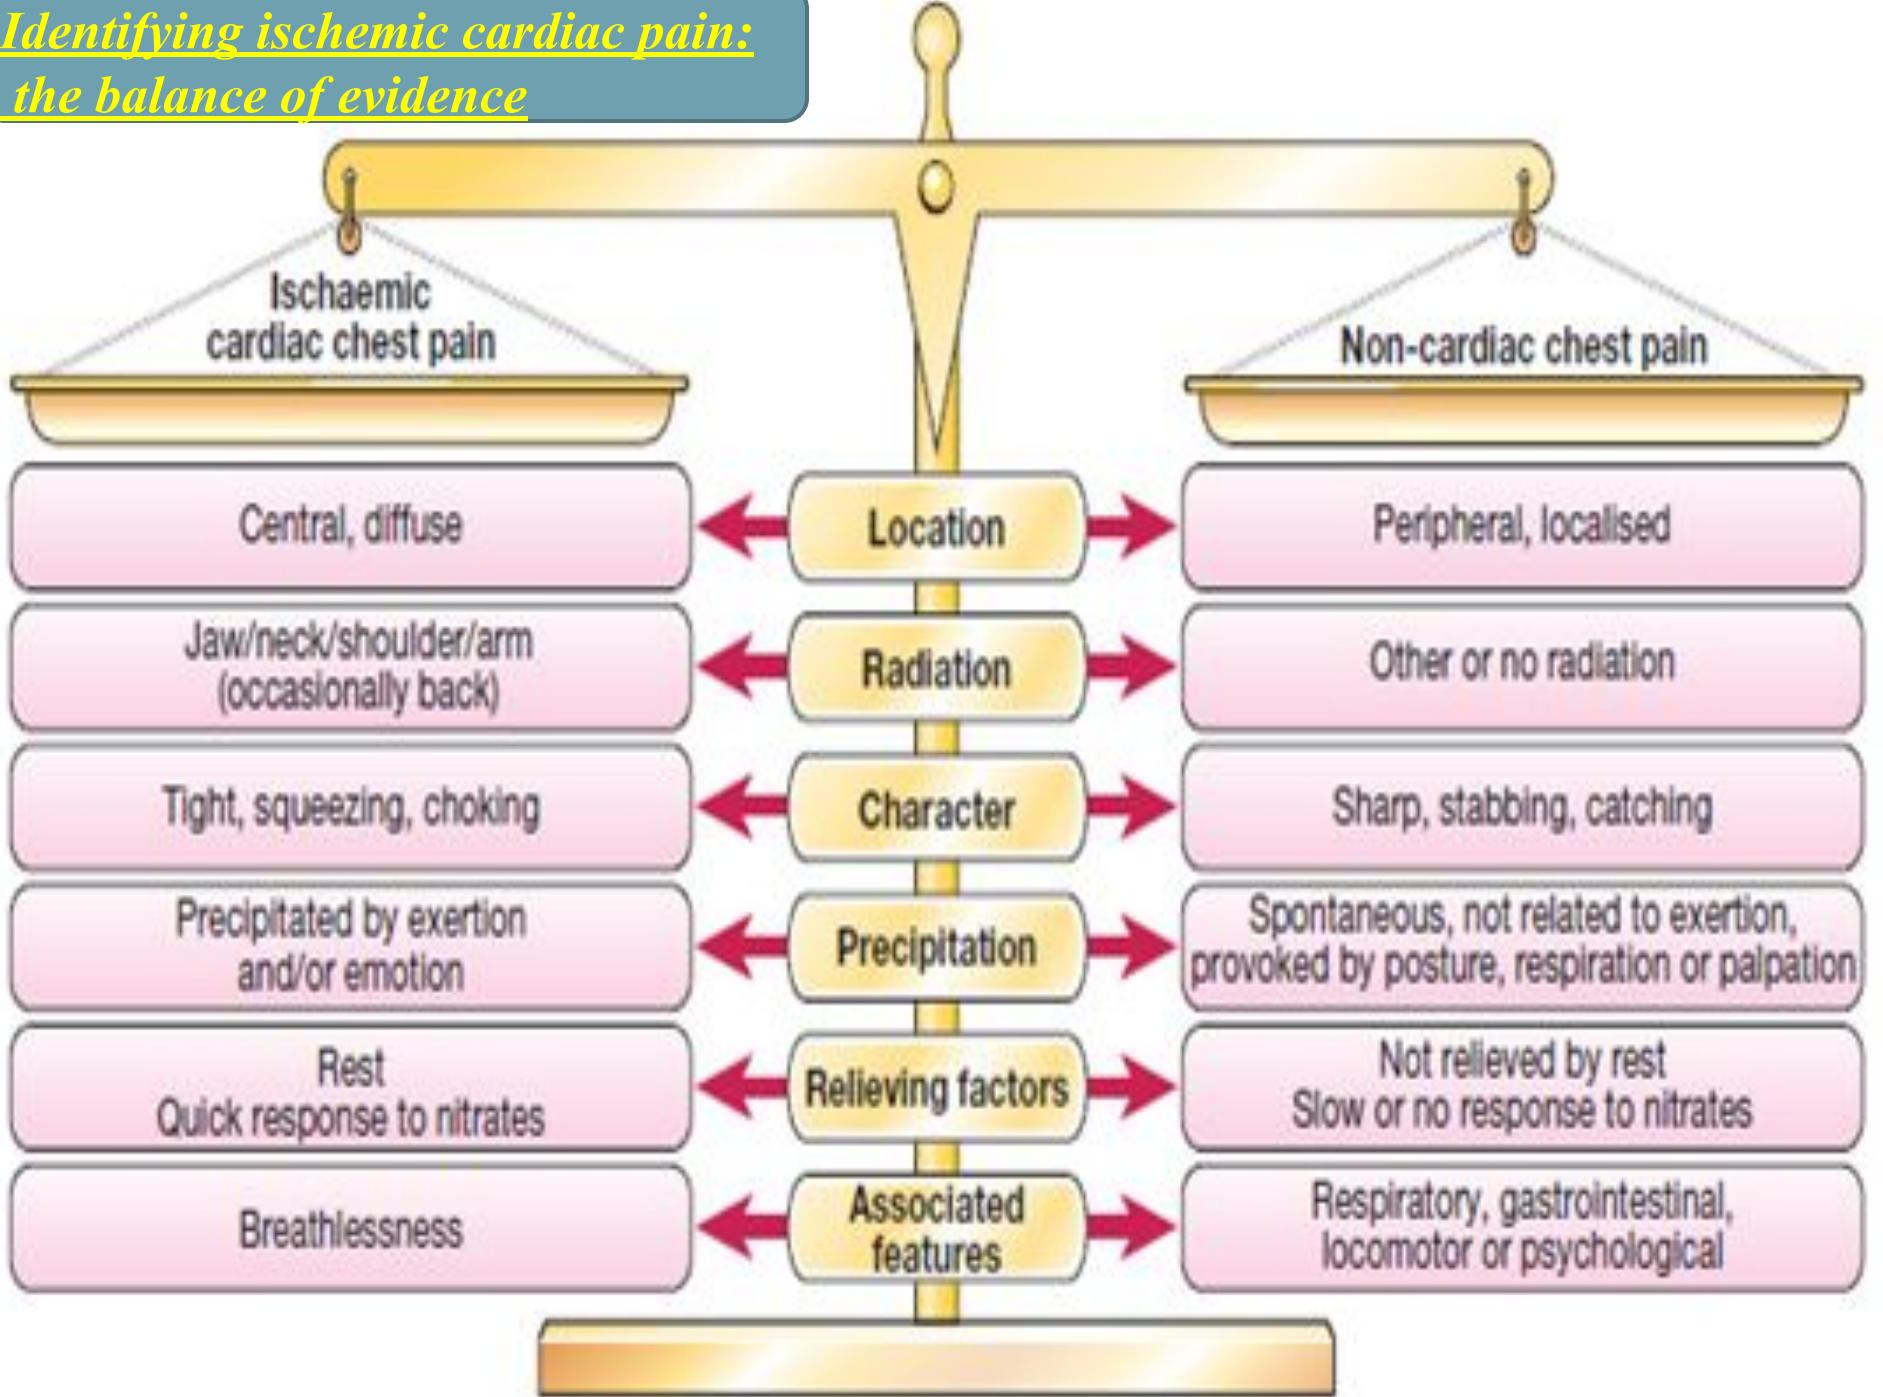 Identifying ischemic cardiac pain:
the balance of evidence
Ischaemic
cardiac chest pain
Non-cardiac chest pain
Central, diffuse
Location
Peripheral, localised
Jaw/neck/shoulder/arm
(occasionally back)
Radiation
Other or no radiation
Tight, squeezing, choking
Character
Sharp, stabbing, catching
Precipitated by exertion
and/or emotion
Precipitation
Spontaneous, not related to exertion,
provoked by posture, respiration or palpation
Rest
Quick response to nitrates
Relieving factors
Not relieved by rest
Slow or no response to nitrates
Breathlessness
Associated
features
Respiratory, gastrointestinal,
locomotor or psychological